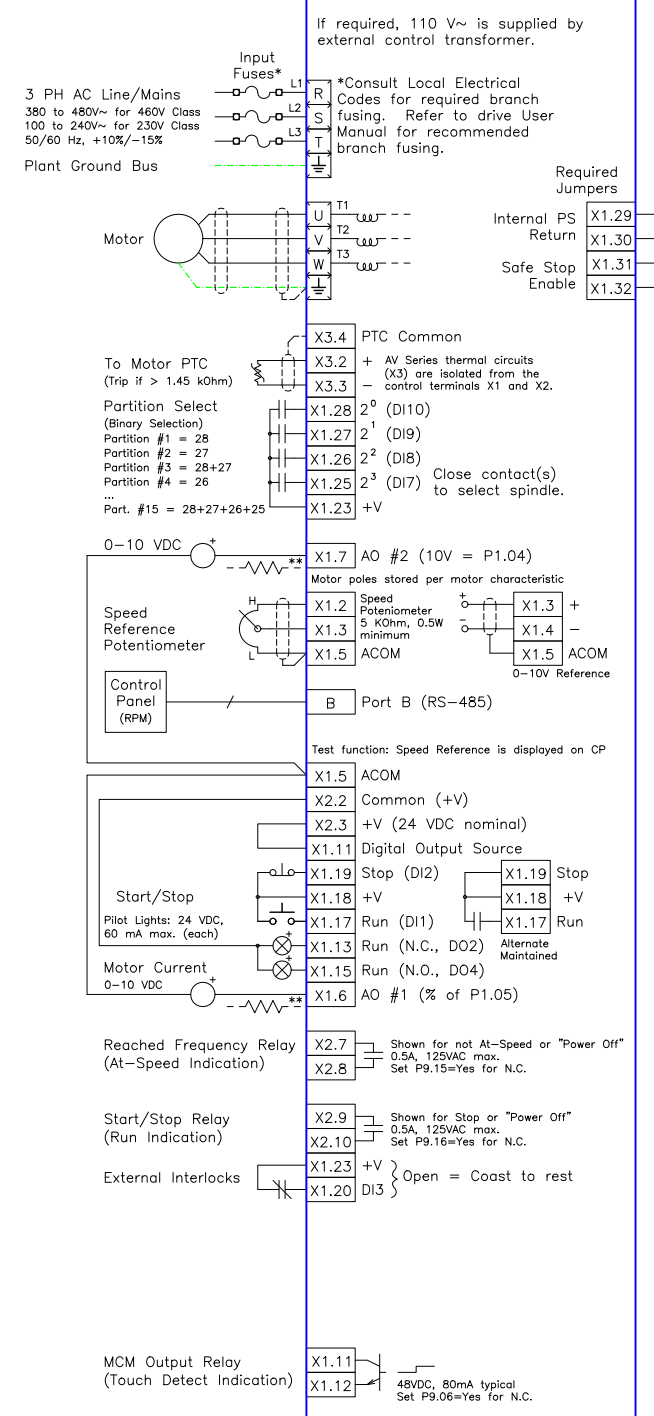 If required, 110 V~ is supplied by
external control transformer.
Input
Fuses*
3 PH AC Line/Mains
380 to 480V~ for 460V Class
100 to 240V~ for 230V Class
50/60 Hz, +10%/-15%
Plant Ground Bus
L1
L2
L3
R
S
T
*Consult Local Electrical
Codes for required branch
fusing. Refer to drive User
Manual for recommended
branch fusing.
Motor
U
V
W
T1
T2
T3
Required
Jumpers
Internal PS
Return
Safe Stop
Enable
X1.29
X1.30
X1.31
X1.32
X3.4 PTC Common
To Motor PTC
(Trip if > 1.45 kOhm)
X3.2 +
X3.3 -
AV Series thermal circuits
(X3) are isolated from the
control terminals X1 and X2.
Partition Select
(Binary Selection)
Partition #1 = 28
Partition #2 = 27
Partition #3 = 28+27
Partition #4 = 26
...
Part. #15 = 28+27+26+25
X1.28 2⁰ (DI10)
X1.27 2¹ (DI9)
X1.26 2² (DI8)
X1.25 2³ (DI7)
X1.23 +V
Close contact(s)
to select spindle.
0-10 VDC
+
**
X1.7 AO #2 (10V = P1.04)
Motor poles stored per motor characteristic
Speed
Reference
Potentiometer
H
L
X1.2
X1.3
X1.5 ACOM
Speed
Poteniometer
5 KOhm, 0.5W
minimum
+
-
X1.3 +
X1.4 -
X1.5 ACOM
0-10V Reference
Control
Panel
(RPM)
B Port B (RS-485)
Test function: Speed Reference is displayed on CP
X1.5 ACOM
X2.2 Common (+V)
X2.3 +V (24 VDC nominal)
X1.11 Digital Output Source
X1.19 Stop (DI2)
X1.18 +V
X1.17 Run (DI1)
X1.13 Run (N.C., DO2)
X1.15 Run (N.O., DO4)
X1.6 AO #1 (% of P1.05)
Start/Stop
Pilot Lights: 24 VDC,
60 mA max. (each)
+
+
Motor Current
0-10 VDC
+
**
X1.19 Stop
X1.18 +V
X1.17 Run
Alternate
Maintained
Reached Frequency Relay
(At-Speed Indication)
X2.7
X2.8
Shown for not At-Speed or "Power Off"
0.5A, 125VAC max.
Set P9.15=Yes for N.C.
Start/Stop Relay
(Run Indication)
X2.9
X2.10
Shown for Stop or "Power Off"
0.5A, 125VAC max.
Set P9.16=Yes for N.C.
External Interlocks
X1.23 +V
X1.20 DI3
Open = Coast to rest
MCM Output Relay
(Touch Detect Indication)
X1.11
X1.12
48VDC, 80mA typical
Set P9.06=Yes for N.C.